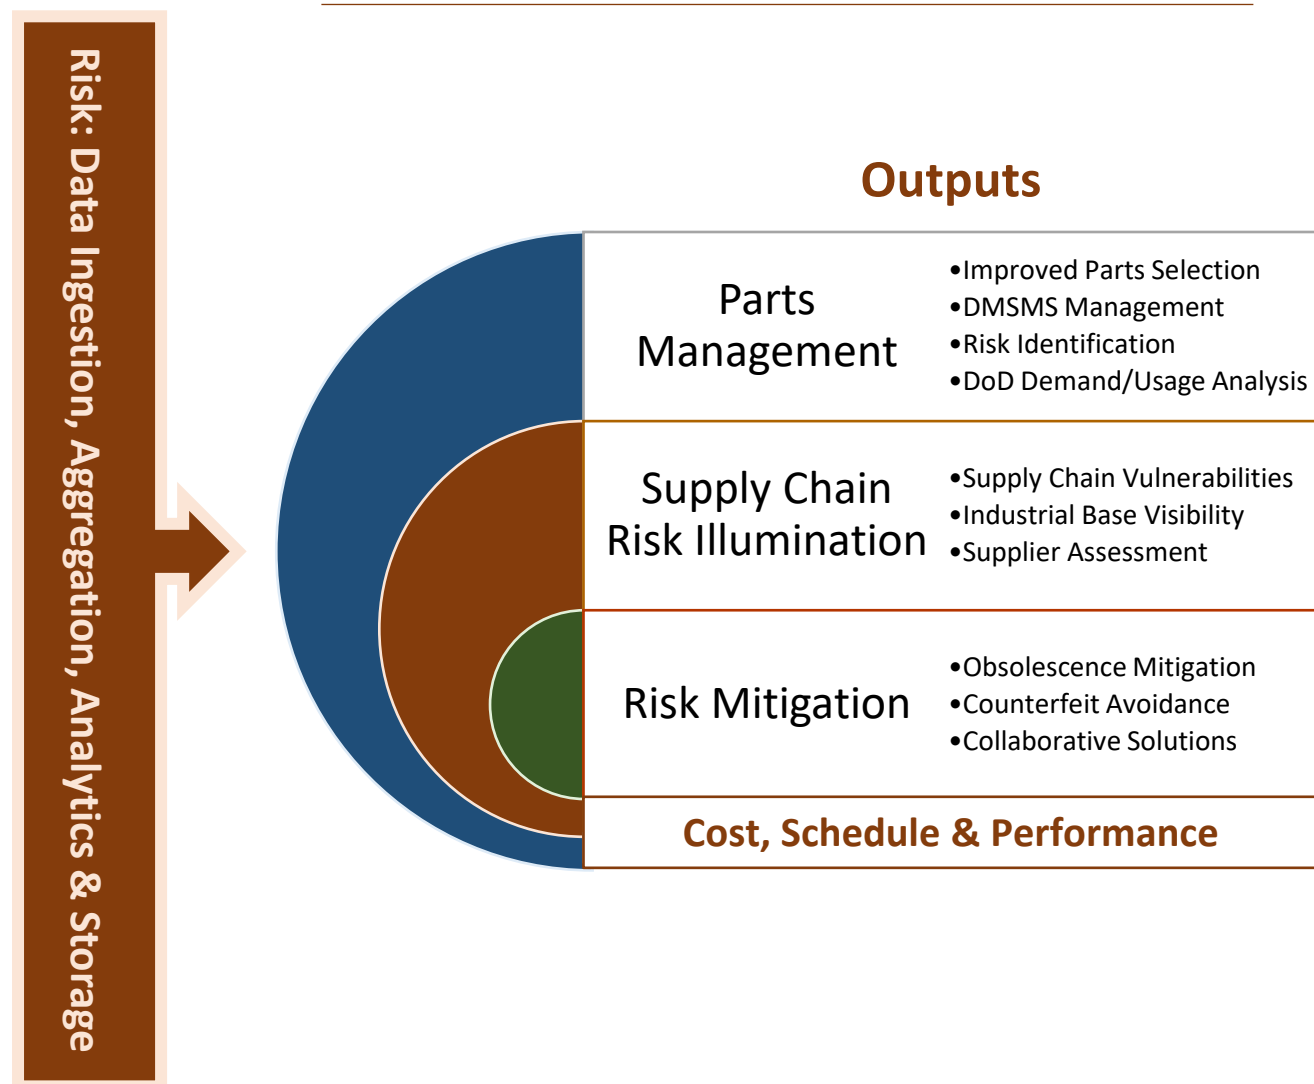 Risk: Data Ingestion, Aggregation, Analytics & Storage
Outputs
Parts
Management
•Improved Parts Selection
•DMSMS Management
•Risk Identification
•DoD Demand/Usage Analysis
Supply Chain
Risk Illumination
•Supply Chain Vulnerabilities
•Industrial Base Visibility
•Supplier Assessment
Risk Mitigation
•Obsolescence Mitigation
•Counterfeit Avoidance
•Collaborative Solutions
Cost, Schedule & Performance